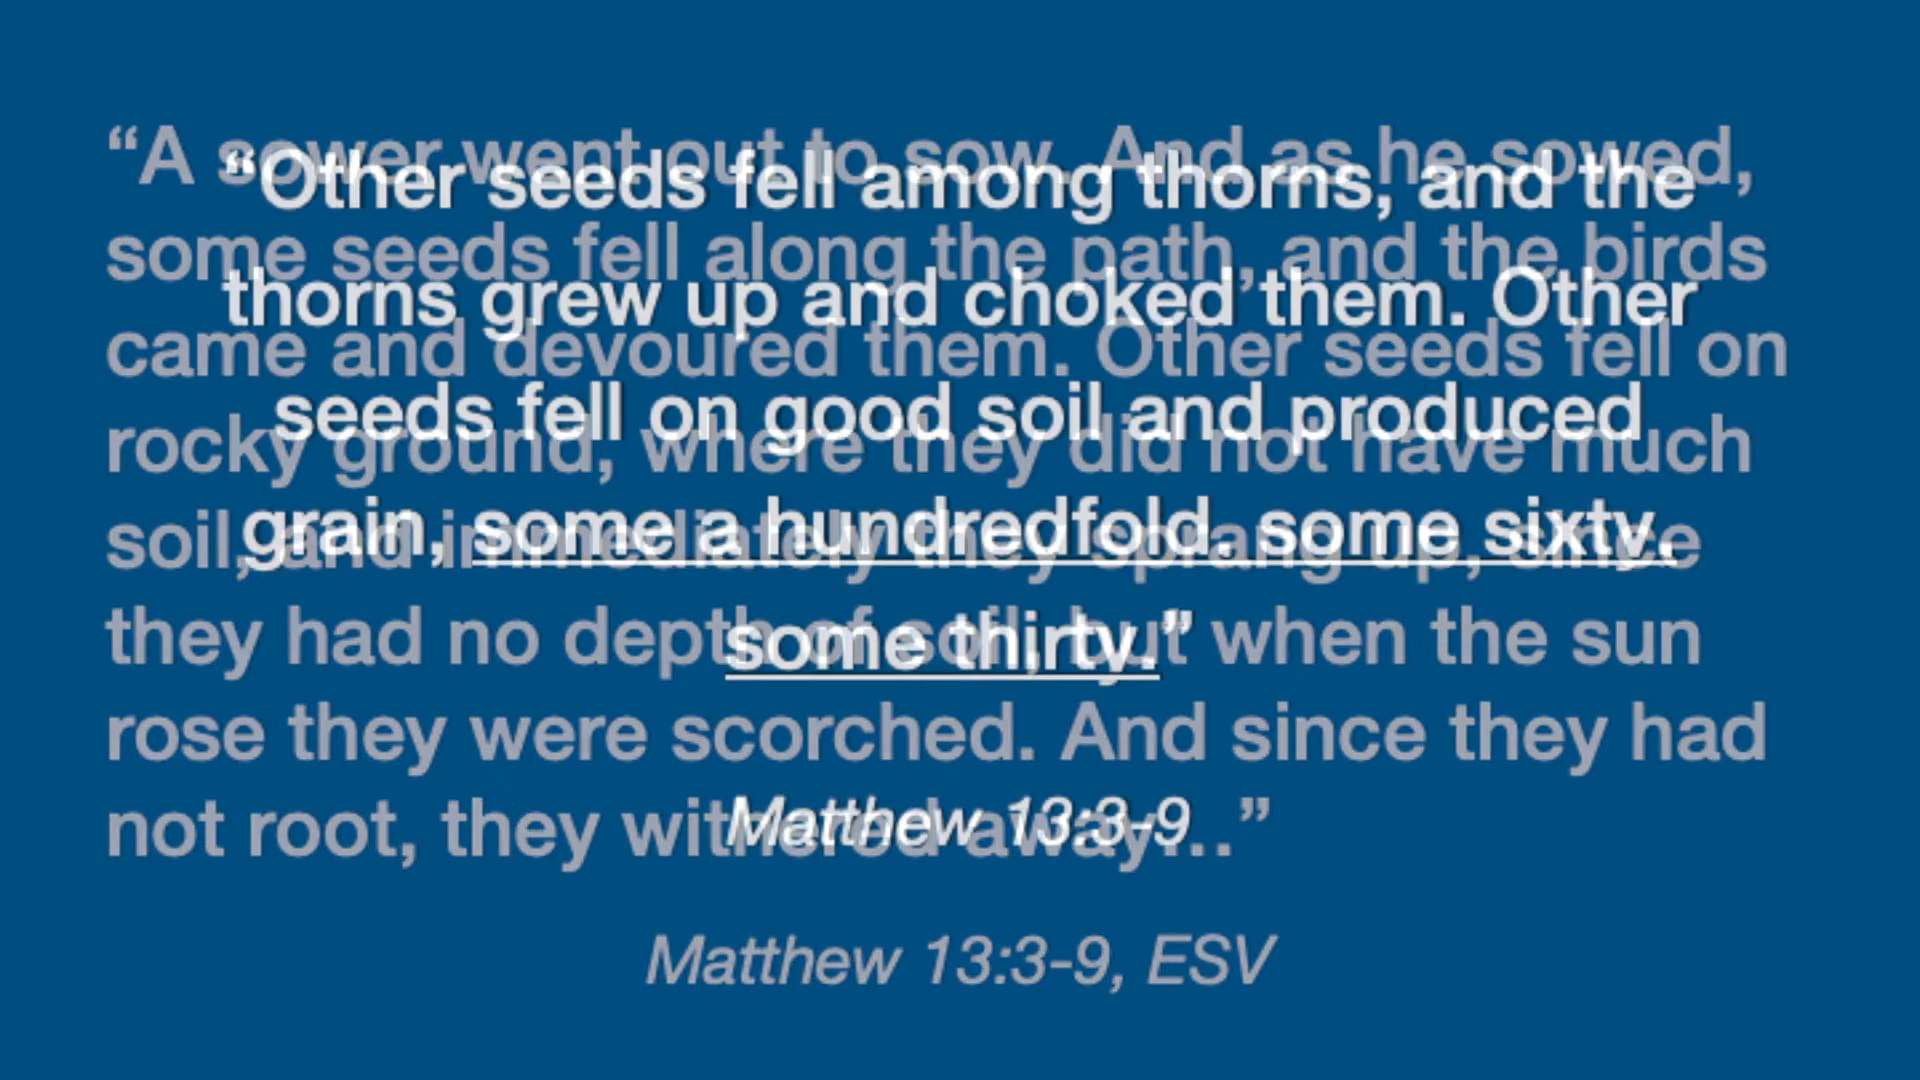 “A sower went out to sow. And as he sowed,
some seeds fell along the path, and the birds
came and devoured them. Other seeds fell on
rocky ground, where they did not have much
soil, and immediately they sprang up, since
they had no depth of soil, but when the sun
rose they were scorched. And since they had
not root, they withered away...”
Matthew 13:3-9, ESV
“Other seeds fell among thorns, and the
thorns grew up and choked them. Other
seeds fell on good soil and produced
grain, some a hundredfold, some sixty,
some thirty.”
Matthew 13:3-9